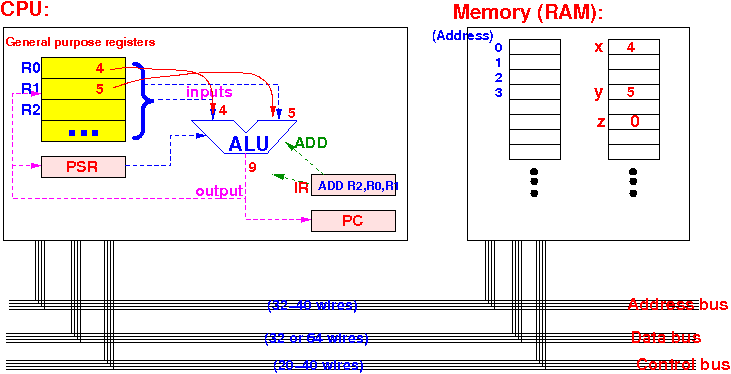 CPU:
Memory (RAM):
General purpose registers
(Address)
R0 4
R1 5
R2
...
inputs
4 5
ALU
ADD
PSR
9
output
IR ADD R2,R0,R1
PC
0
1
2
3
x 4
y 5
z 0
(32-40 wires) Address bus
(32 or 64 wires) Data bus
(20-40 wires) Control bus